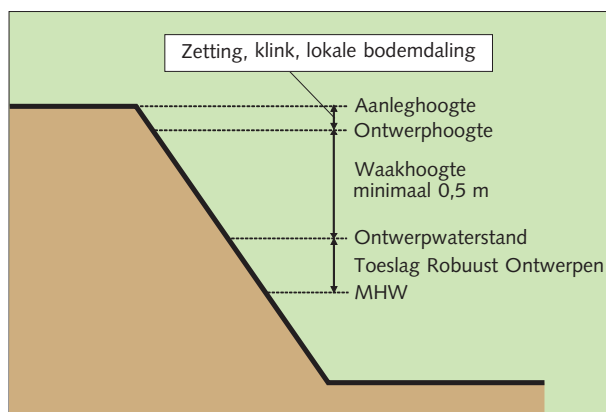 Zetting, klink, lokale bodemdaling
Aanleghoogte
Ontwerphoogte
Waakhoogte
minimaal 0,5 m
Ontwerpwaterstand
Toeslag Robuust Ontwerpen
MHW